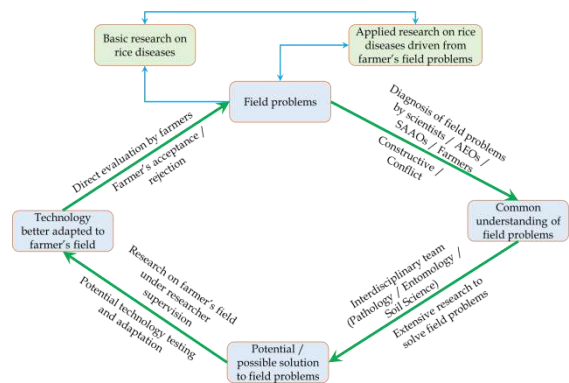 Basic research on
rice diseases
Applied research on rice
diseases driven from
farmer's field problems
Field problems
Diagnosis of field problems
by scientists / AEOs /
SAAOs / Farmers
Constructive /
Conflict
Common
understanding of
field problems
Interdisciplinary team
(Pathology / Entomology /
Soil Science)
Extensive research to
solve field problems
Potential /
possible solution
to field problems
Research on farmer's field
under researcher
supervision
Potential technology testing
and adaptation
Technology
better adapted to
farmer's field
Direct evaluation by farmers
Farmer's acceptance /
rejection